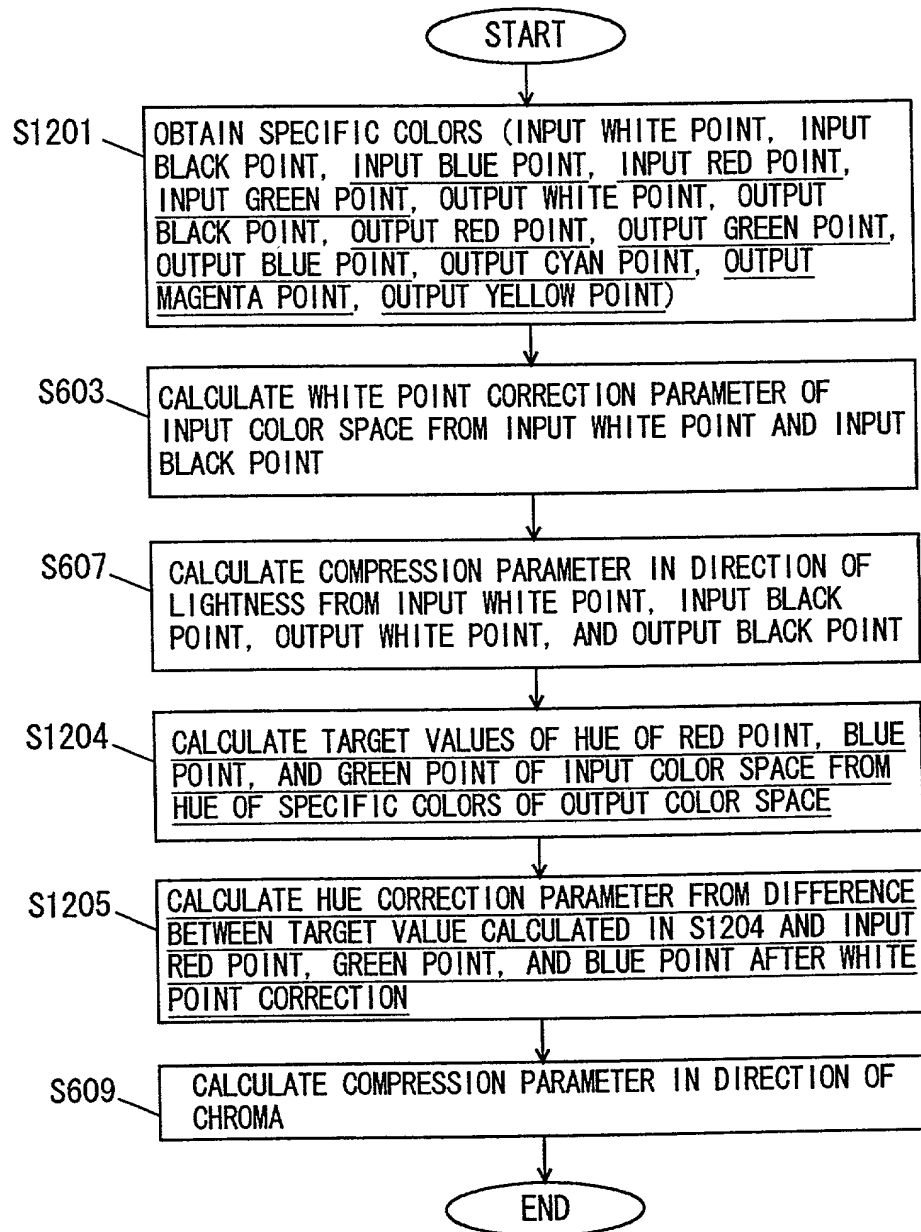 START
S1201
OBTAIN SPECIFIC COLORS (INPUT WHITE POINT, INPUT
BLACK POINT, INPUT BLUE POINT, INPUT RED POINT,
INPUT GREEN POINT, OUTPUT WHITE POINT, OUTPUT
BLACK POINT, OUTPUT RED POINT, OUTPUT GREEN POINT,
OUTPUT BLUE POINT, OUTPUT CYAN POINT, OUTPUT
MAGENTA POINT, OUTPUT YELLOW POINT)
S603
CALCULATE WHITE POINT CORRECTION PARAMETER OF
INPUT COLOR SPACE FROM INPUT WHITE POINT AND INPUT
BLACK POINT
S607
CALCULATE COMPRESSION PARAMETER IN DIRECTION OF
LIGHTNESS FROM INPUT WHITE POINT, INPUT BLACK
POINT, OUTPUT WHITE POINT, AND OUTPUT BLACK POINT
S1204
CALCULATE TARGET VALUES OF HUE OF RED POINT, BLUE
POINT, AND GREEN POINT OF INPUT COLOR SPACE FROM
HUE OF SPECIFIC COLORS OF OUTPUT COLOR SPACE
S1205
CALCULATE HUE CORRECTION PARAMETER FROM DIFFERENCE
BETWEEN TARGET VALUE CALCULATED IN S1204 AND INPUT
RED POINT, GREEN POINT, AND BLUE POINT AFTER WHITE
POINT CORRECTION
S609
CALCULATE COMPRESSION PARAMETER IN DIRECTION OF
CHROMA
END